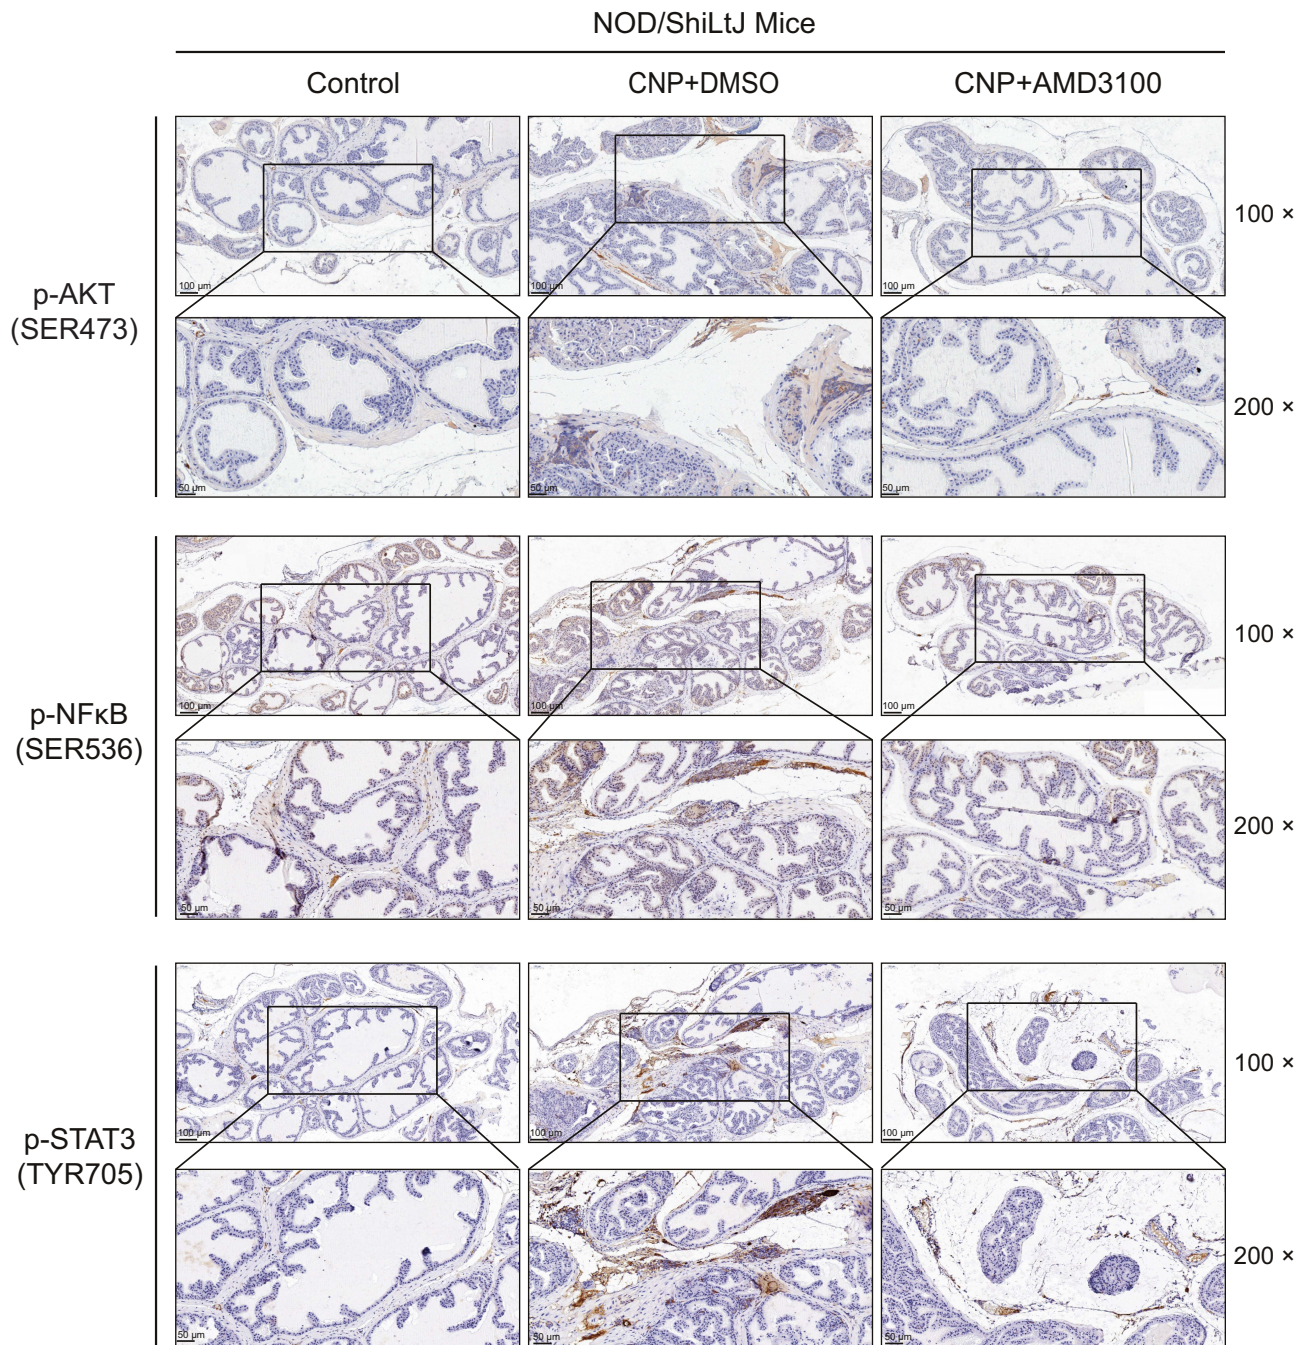 NOD/ShiLtJ Mice
Control CNP+DMSO CNP+AMD3100
p-AKT
(SER473)
100 μm 100 μm 100 μm 100 ×
50 μm 50 μm 50 μm 200 ×
p-NFκB
(SER536)
100 μm 100 μm 100 μm 100 ×
50 μm 50 μm 50 μm 200 ×
p-STAT3
(TYR705)
100 μm 100 μm 100 μm 100 ×
50 μm 50 μm 50 μm 200 ×